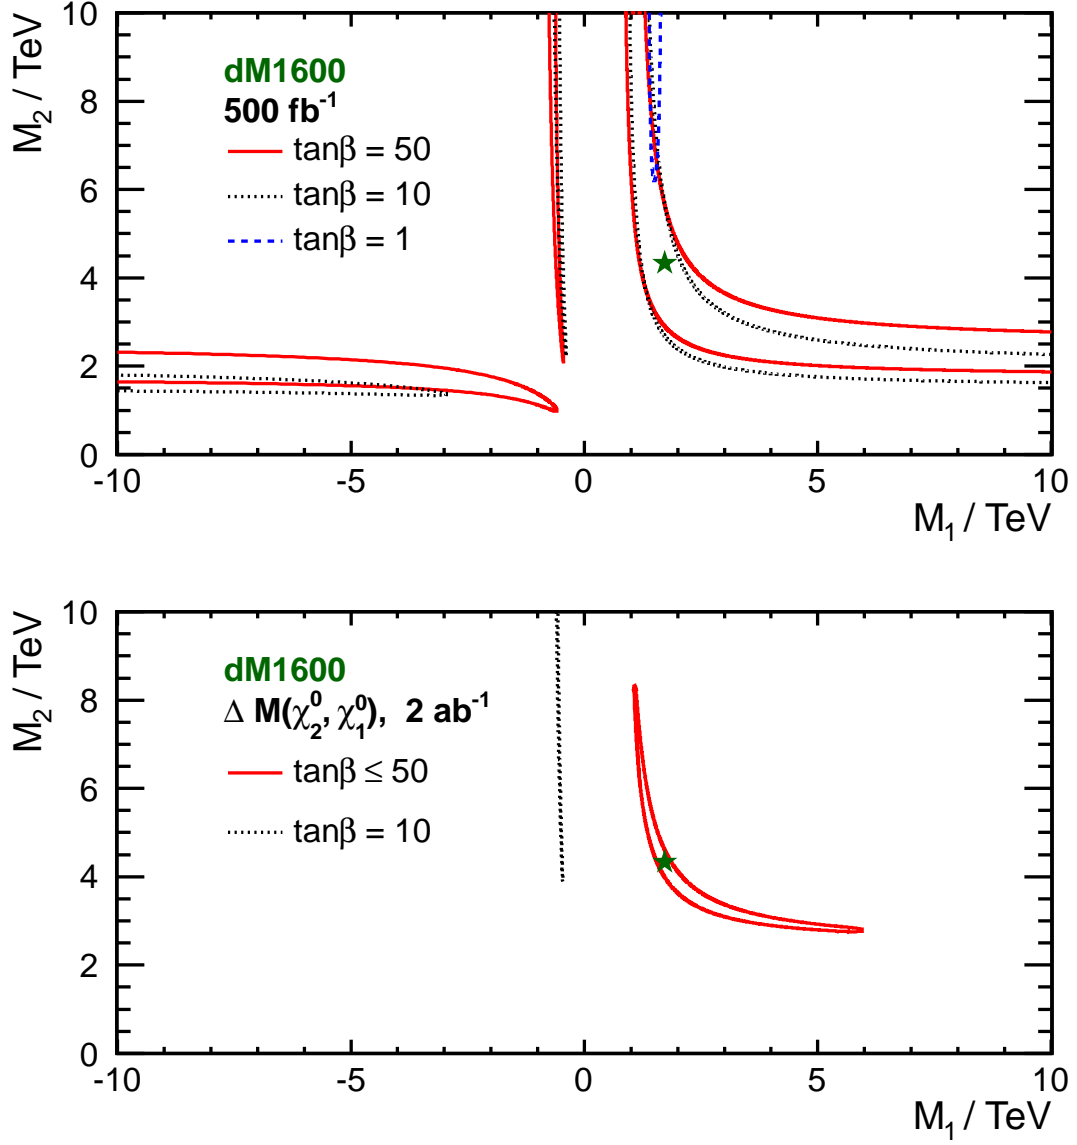 M₂ / TeV
10
8
6
4
2
0
dM1600
500 fb⁻¹
tanβ = 50
tanβ = 10
tanβ = 1
-10
-5
0
5
10
M₁ / TeV
M₂ / TeV
10
8
6
4
2
0
dM1600
Δ M(χ₂⁰, χ₁⁰), 2 ab⁻¹
tanβ ≤ 50
tanβ = 10
-10
-5
0
5
10
M₁ / TeV